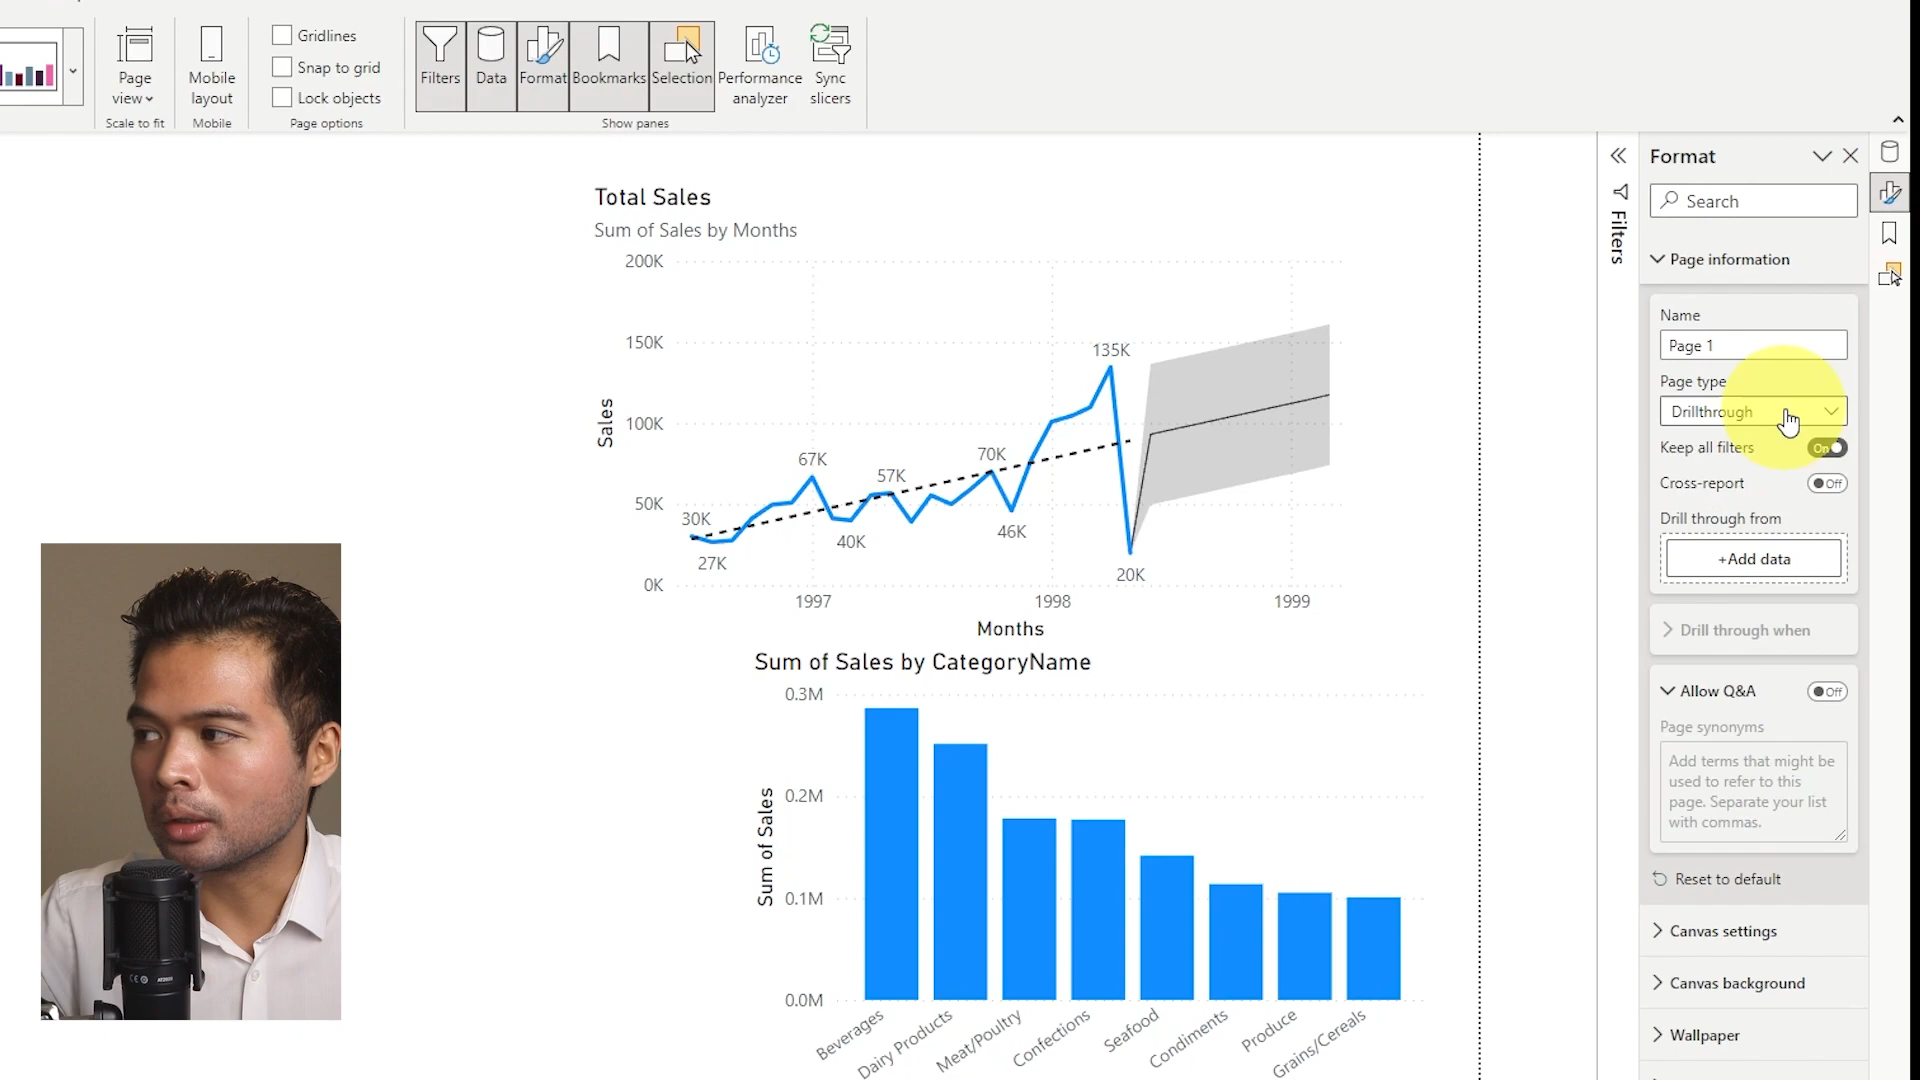 Page view
Scale to fit
Mobile layout
Mobile
Gridlines
Snap to grid
Lock objects
Page options
Filters
Data
Format
Bookmarks
Selection
Performance analyzer
Sync slicers
Show panes
Total Sales
Sum of Sales by Months
200K
150K
100K
50K
0K
Sales
30K
27K
67K
40K
57K
70K
46K
135K
20K
1997
1998
1999
Months
Sum of Sales by CategoryName
0.3M
0.2M
0.1M
0.0M
Sum of Sales
Beverages
Dairy Products
Meat/Poultry
Confections
Seafood
Condiments
Produce
Grains/Cereals
Filters
Format
Search
Page information
Name
Page 1
Page type
Drillthrough
Keep all filters
On
Cross-report
Off
Drill through from
+Add data
Drill through when
Allow Q&A
Off
Page synonyms
Add terms that might be
used to refer to this
page. Separate your list
with commas.
Reset to default
Canvas settings
Canvas background
Wallpaper